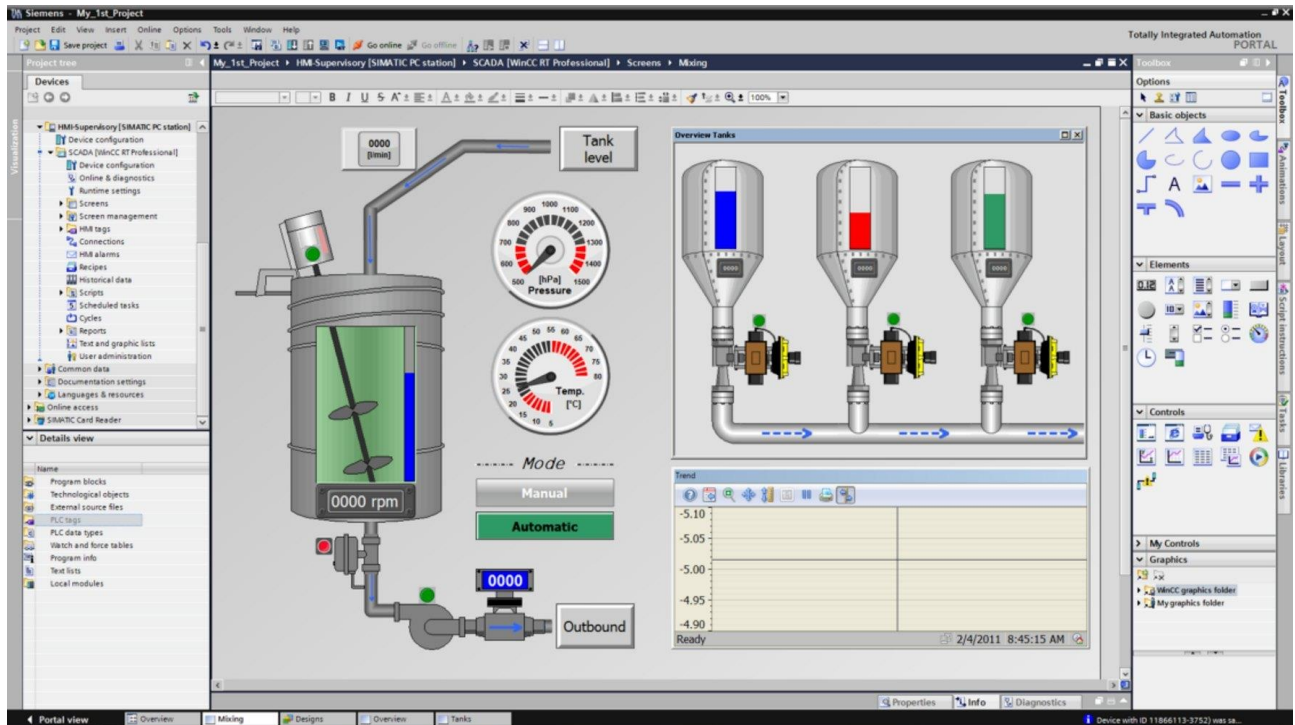 Siemens - My_1st_Project
Project Edit View Insert Online Options Tools Window Help
Save project
Go online
Go offline
Totally Integrated Automation
PORTAL
Project tree
My_1st_Project HMI-Supervisory [SIMATIC PC station] SCADA [WinCC RT Professional] Screens Mixing
Toolbox
Devices
Options
B I U S
100%
Visualization
HMI-Supervisory [SIMATIC PC station]
Device configuration
SCADA [WinCC RT Professional]
Device configuration
Online & diagnostics
Runtime settings
Screens
Screen management
HMI tags
Connections
HMI alarms
Recipes
Historical data
Scripts
Scheduled tasks
Cycles
Reports
Text and graphic lists
User administration
Common data
Documentation settings
Languages & resources
Online access
SIMATIC Card Reader
Details view
Name
Program blocks
Technological objects
External source files
PLC tags
PLC data types
Watch and force tables
Program info
Text lists
Local modules
0000
[l/min]
Tank
level
500 600 700 800 900 1000 1100 1200 1300 1400 1500
[hPa]
Pressure
5 10 15 20 25 30 35 40 45 50 55 60 65 70 75 80
Temp.
[°C]
Mode
Manual
Automatic
0000 rpm
0000
Outbound
Overview Tanks
0000
0000
0000
Trend
-5.10
-5.05
-5.00
-4.95
-4.90
Ready
2/4/2011 8:45:15 AM
Basic objects
A
Elements
Controls
My Controls
Graphics
WinCC graphics folder
My graphics folder
Toolbox
Animations
Layout
Script instructions
Tasks
Libraries
Properties
Info
Diagnostics
Portal view
Overview
Mixing
Designs
Overview
Tanks
Device with ID 11866113-3752) was sa...